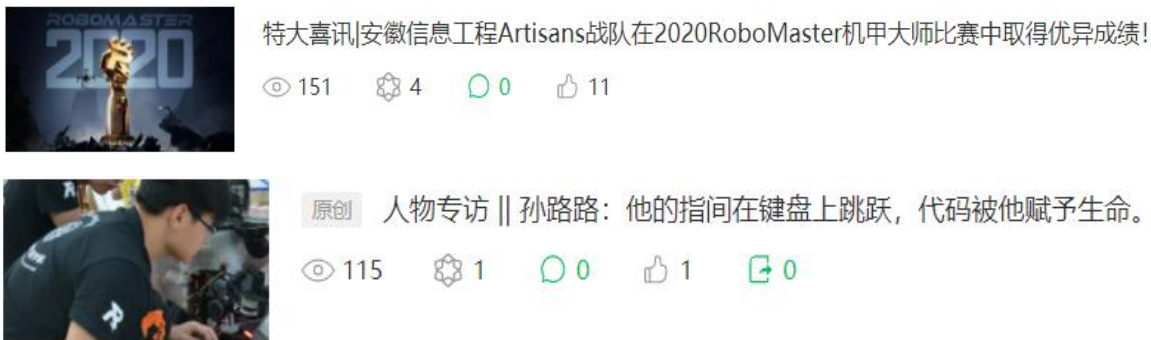 ROBOMASTER
2020
特大喜讯|安徽信息工程Artisans战队在2020RoboMaster机甲大师比赛中取得优异成绩!
151 4 0 11
原创 人物专访 || 孙路路：他的指间在键盘上跳跃，代码被他赋予生命。
115 1 0 1 0